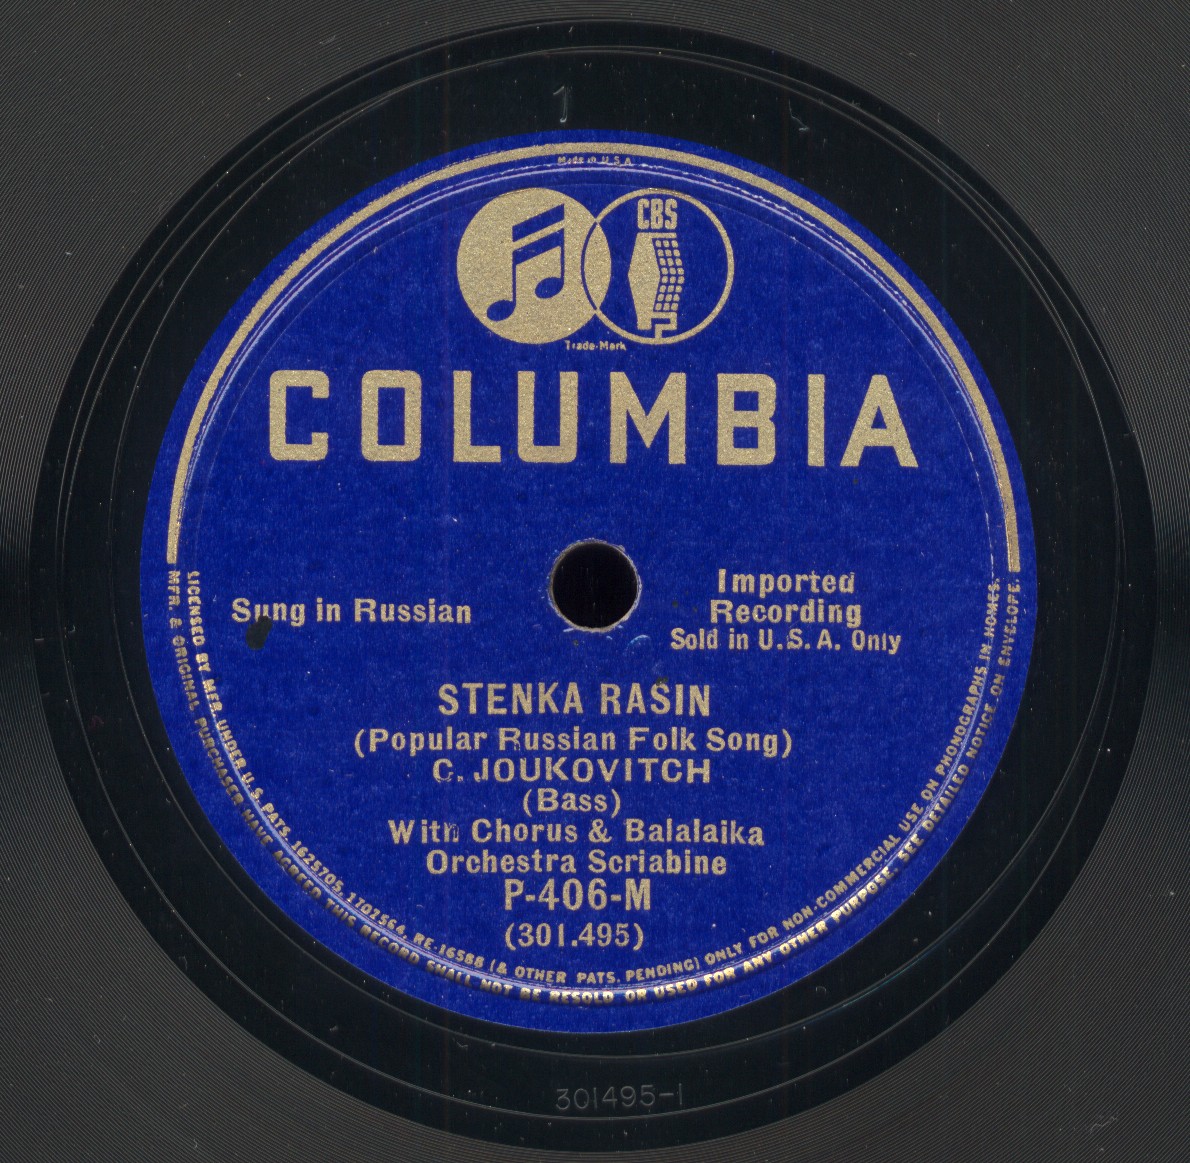 1
Made in U.S.A.
CBS
Trade-Mark
COLUMBIA
Sung in Russian
Imported
Recording
Sold in U.S.A. Only
STENKA RASIN
(Popular Russian Folk Song)
C. JOUKOVITCH
(Bass)
With Chorus & Balalaika
Orchestra Scriabine
P-406-M
(301.495)
LICENSED BY MFR. UNDER U.S. PATS. 1625705, 1702564, RE.16588 (& OTHER PATS. PENDING) ONLY FOR NON-COMMERCIAL USE ON PHONOGRAPHS IN HOMES.
MFR. & ORIGINAL PURCHASER HAVE AGREED THIS RECORD SHALL NOT BE RESOLD OR USED FOR ANY OTHER PURPOSE. SEE DETAILED NOTICE ON ENVELOPE.
301495-1